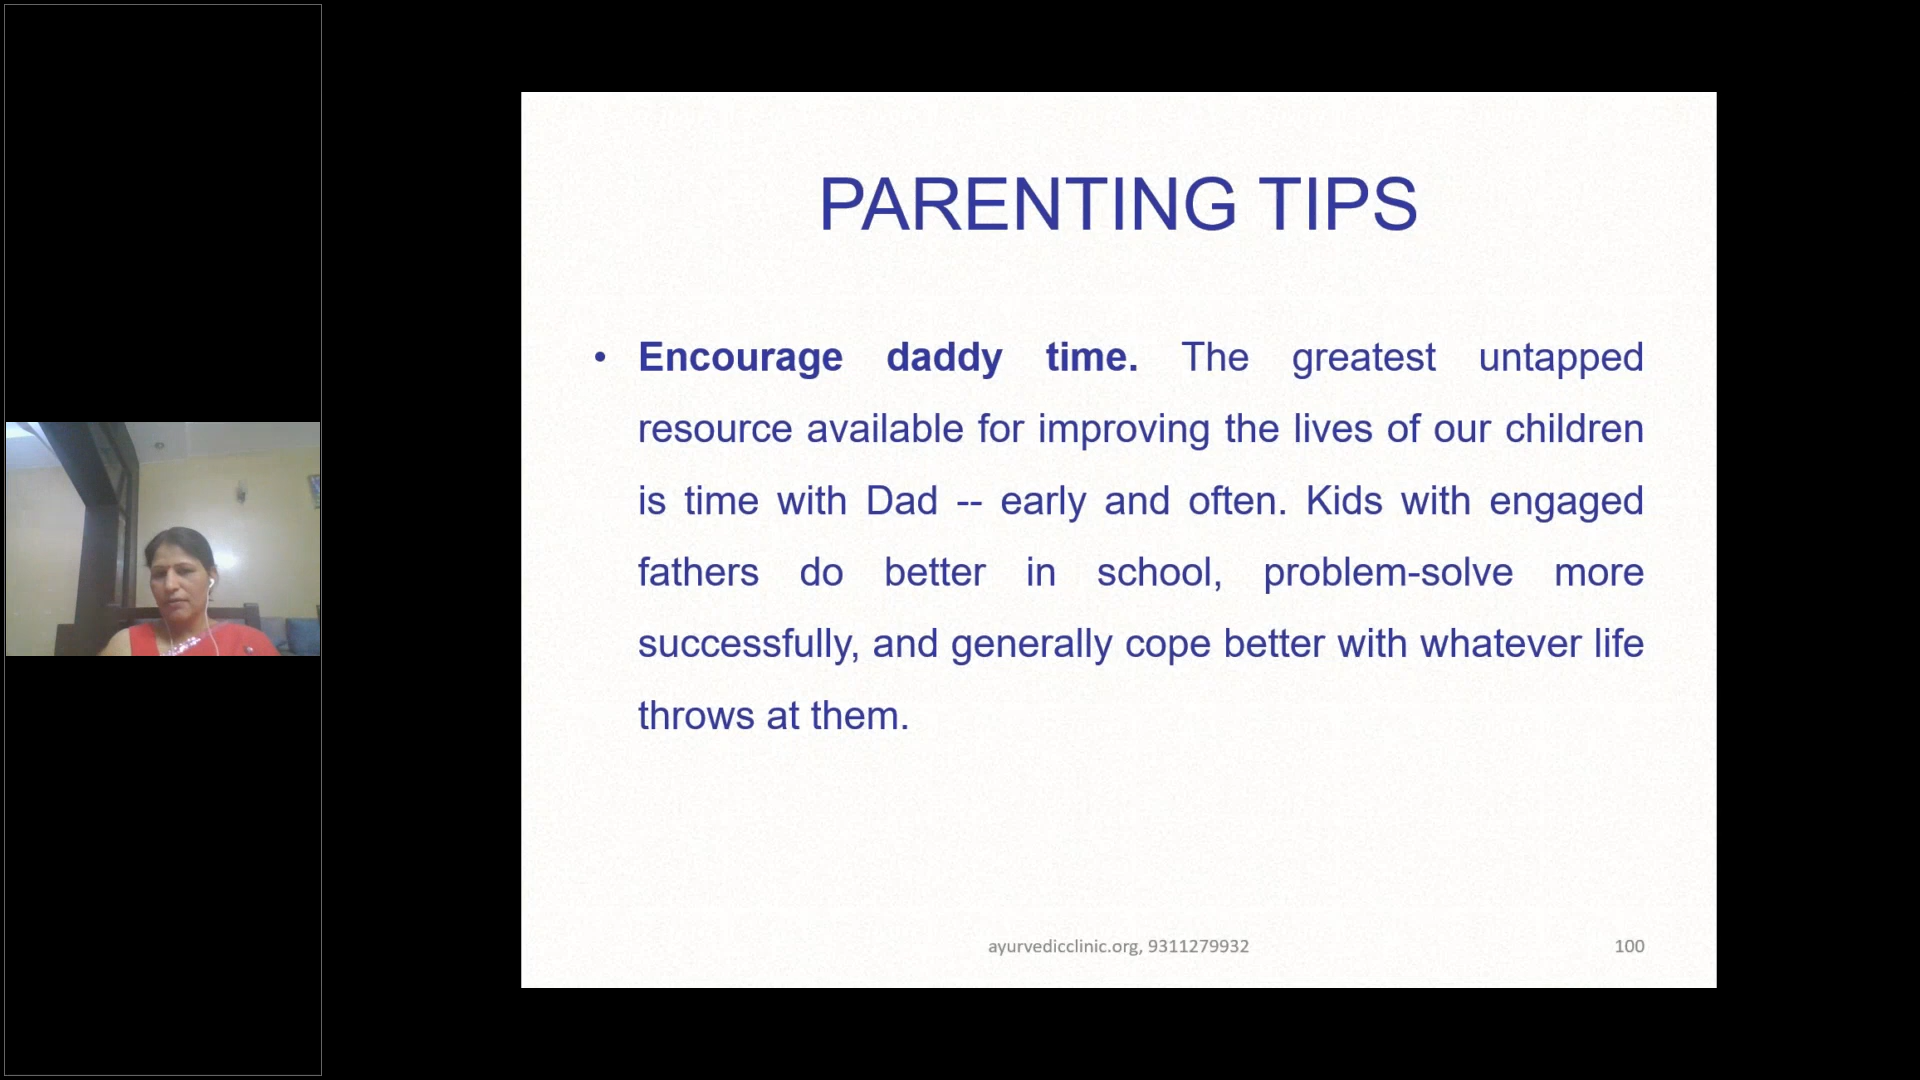 PARENTING TIPS
• Encourage daddy time. The greatest untapped
resource available for improving the lives of our children
is time with Dad -- early and often. Kids with engaged
fathers do better in school, problem-solve more
successfully, and generally cope better with whatever life
throws at them.
ayurvedicclinic.org, 9311279932
100